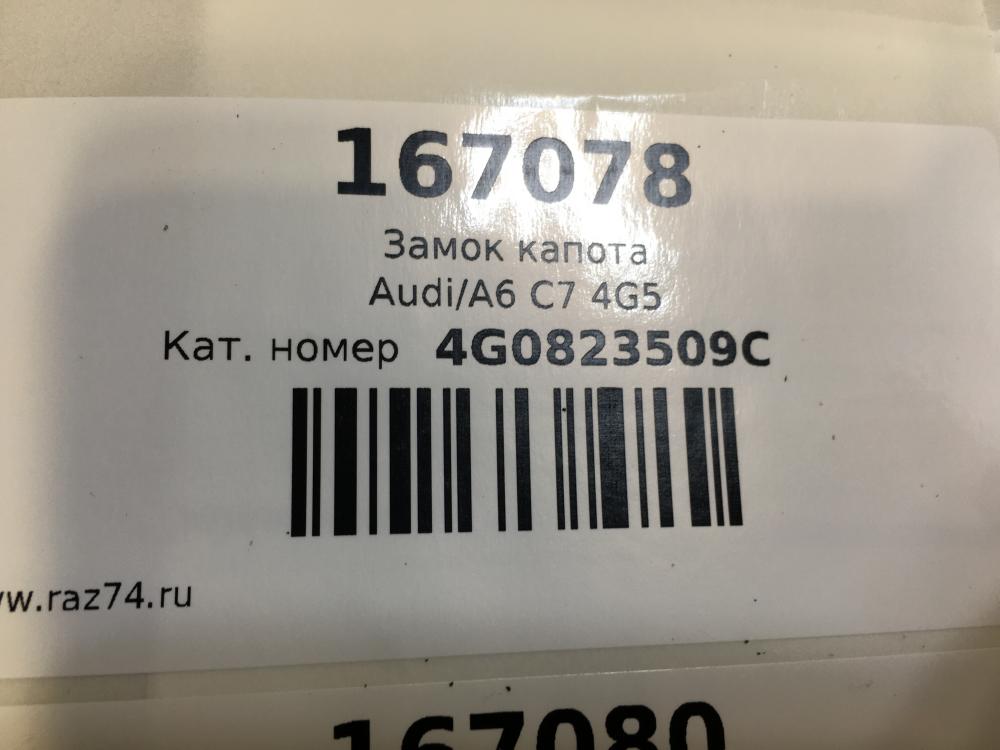 167078
Замок капота
Audi/A6 C7 4G5
Кат. номер 4G0823509C
w.raz74.ru
167080